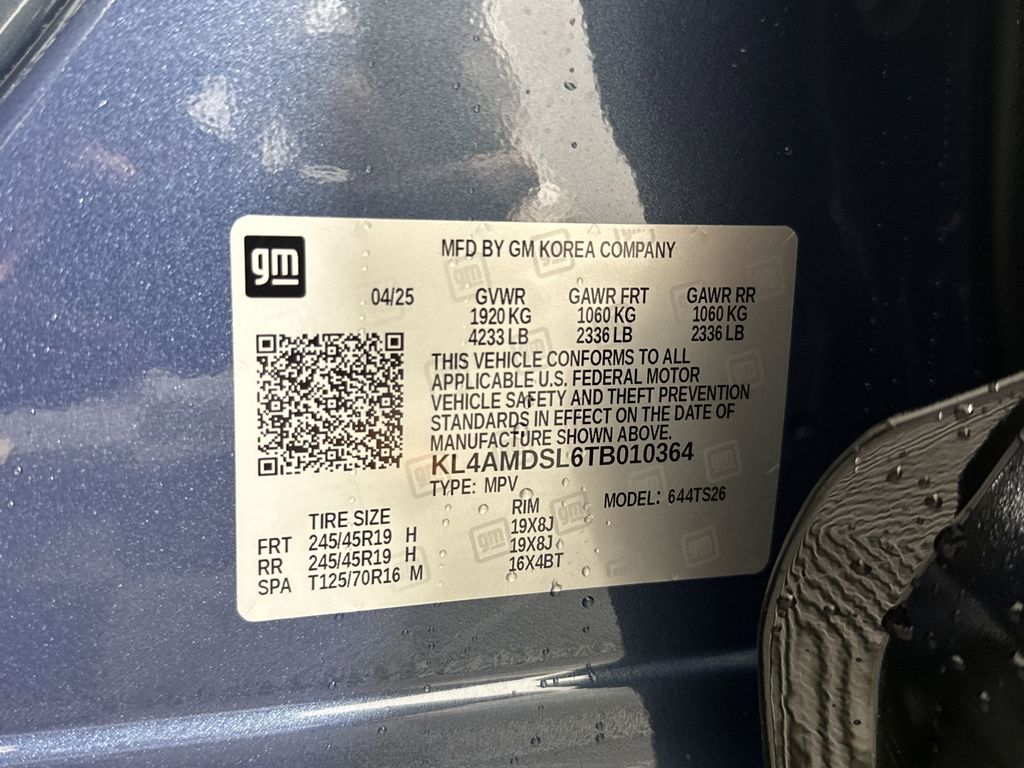 gm
MFD BY GM KOREA COMPANY
04/25 GVWR GAWR FRT GAWR RR
1920 KG 1060 KG 1060 KG
4233 LB 2336 LB 2336 LB
THIS VEHICLE CONFORMS TO ALL
APPLICABLE U.S. FEDERAL MOTOR
VEHICLE SAFETY AND THEFT PREVENTION
STANDARDS IN EFFECT ON THE DATE OF
MANUFACTURE SHOWN ABOVE.
KL4AMDSL6TB010364
TYPE: MPV MODEL: 644TS26
TIRE SIZE RIM
FRT 245/45R19 H 19X8J
RR 245/45R19 H 19X8J
SPA T125/70R16 M 16X4BT